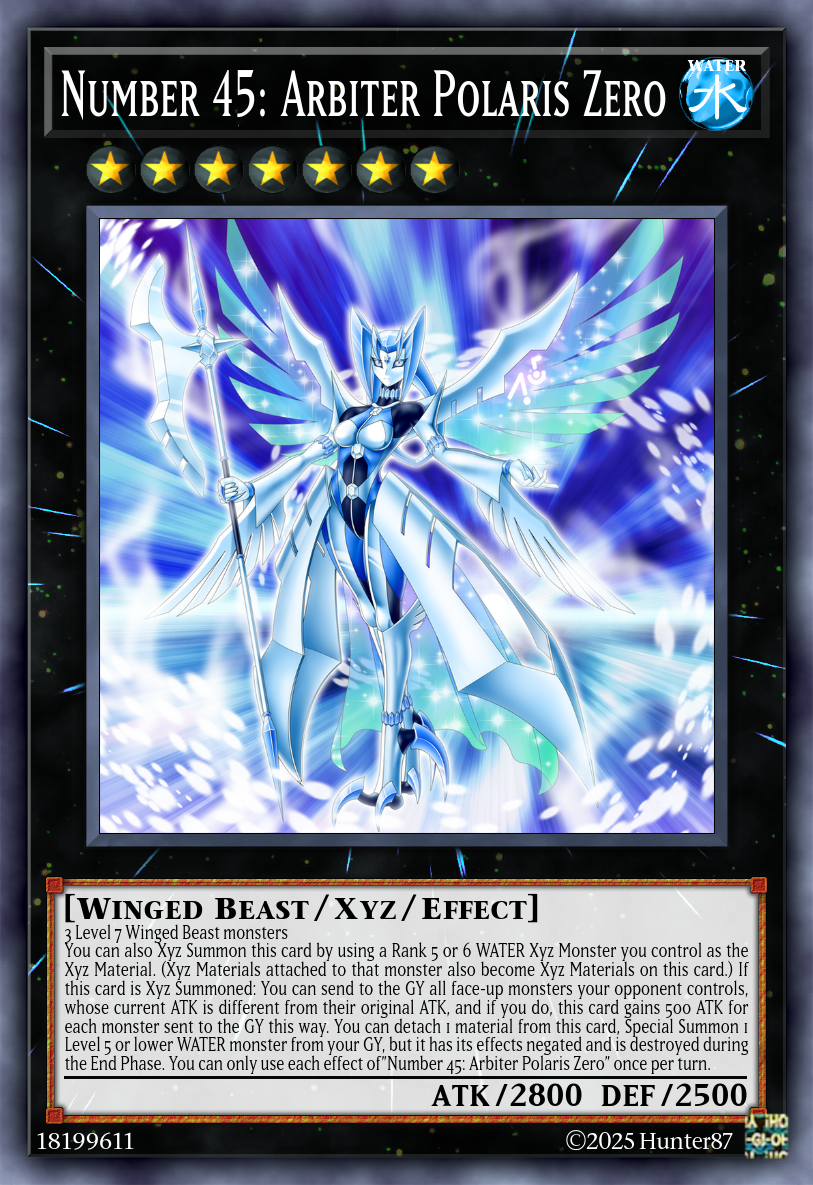 Number 45: Arbiter Polaris Zero
WATER
水
[Winged Beast/Xyz/Effect]
3 Level 7 Winged Beast monsters
You can also Xyz Summon this card by using a Rank 5 or 6 WATER Xyz Monster you control as the
Xyz Material. (Xyz Materials attached to that monster also become Xyz Materials on this card.) If
this card is Xyz Summoned: You can send to the GY all face-up monsters your opponent controls,
whose current ATK is different from their original ATK, and if you do, this card gains 500 ATK for
each monster sent to the GY this way. You can detach 1 material from this card, Special Summon 1
Level 5 or lower WATER monster from your GY, but it has its effects negated and is destroyed during
the End Phase. You can only use each effect of"Number 45: Arbiter Polaris Zero" once per turn.
ATK/2800 DEF/2500
18199611
©2025 Hunter87